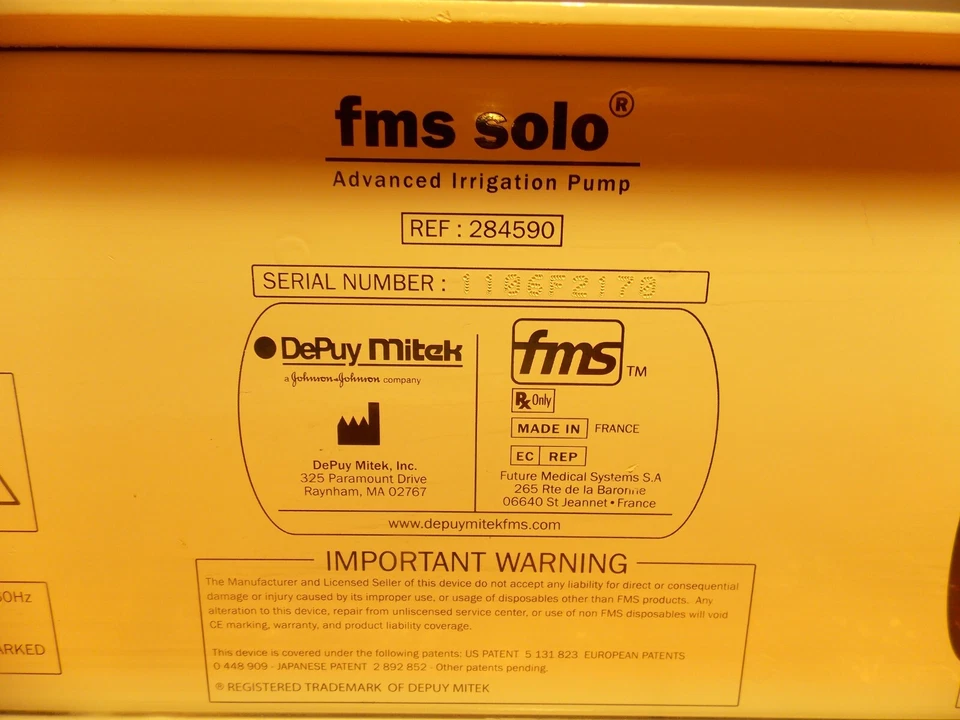 fms solo®
Advanced Irrigation Pump
REF : 284590
SERIAL NUMBER : 1106F2170
DePuy Mitek
a Johnson & Johnson company
DePuy Mitek, Inc.
325 Paramount Drive
Raynham, MA 02767
fms TM
Rx Only
MADE IN FRANCE
EC REP
Future Medical Systems S.A
265 Rte de la Baronne
06640 St Jeannet • France
www.depuymitekfms.com
IMPORTANT WARNING
The Manufacturer and Licensed Seller of this device do not accept any liability for direct or consequential
damage or injury caused by its improper use, or usage of disposables other than FMS products. Any
alteration to this device, repair from unliscensed service center, or use of non FMS disposables will void
CE marking, warranty, and product liability coverage.
This device is covered under the following patents: US PATENT 5 131 823 EUROPEAN PATENTS
0 448 909 - JAPANESE PATENT 2 892 852 - Other patents pending.
® REGISTERED TRADEMARK OF DEPUY MITEK
0Hz
ARKED